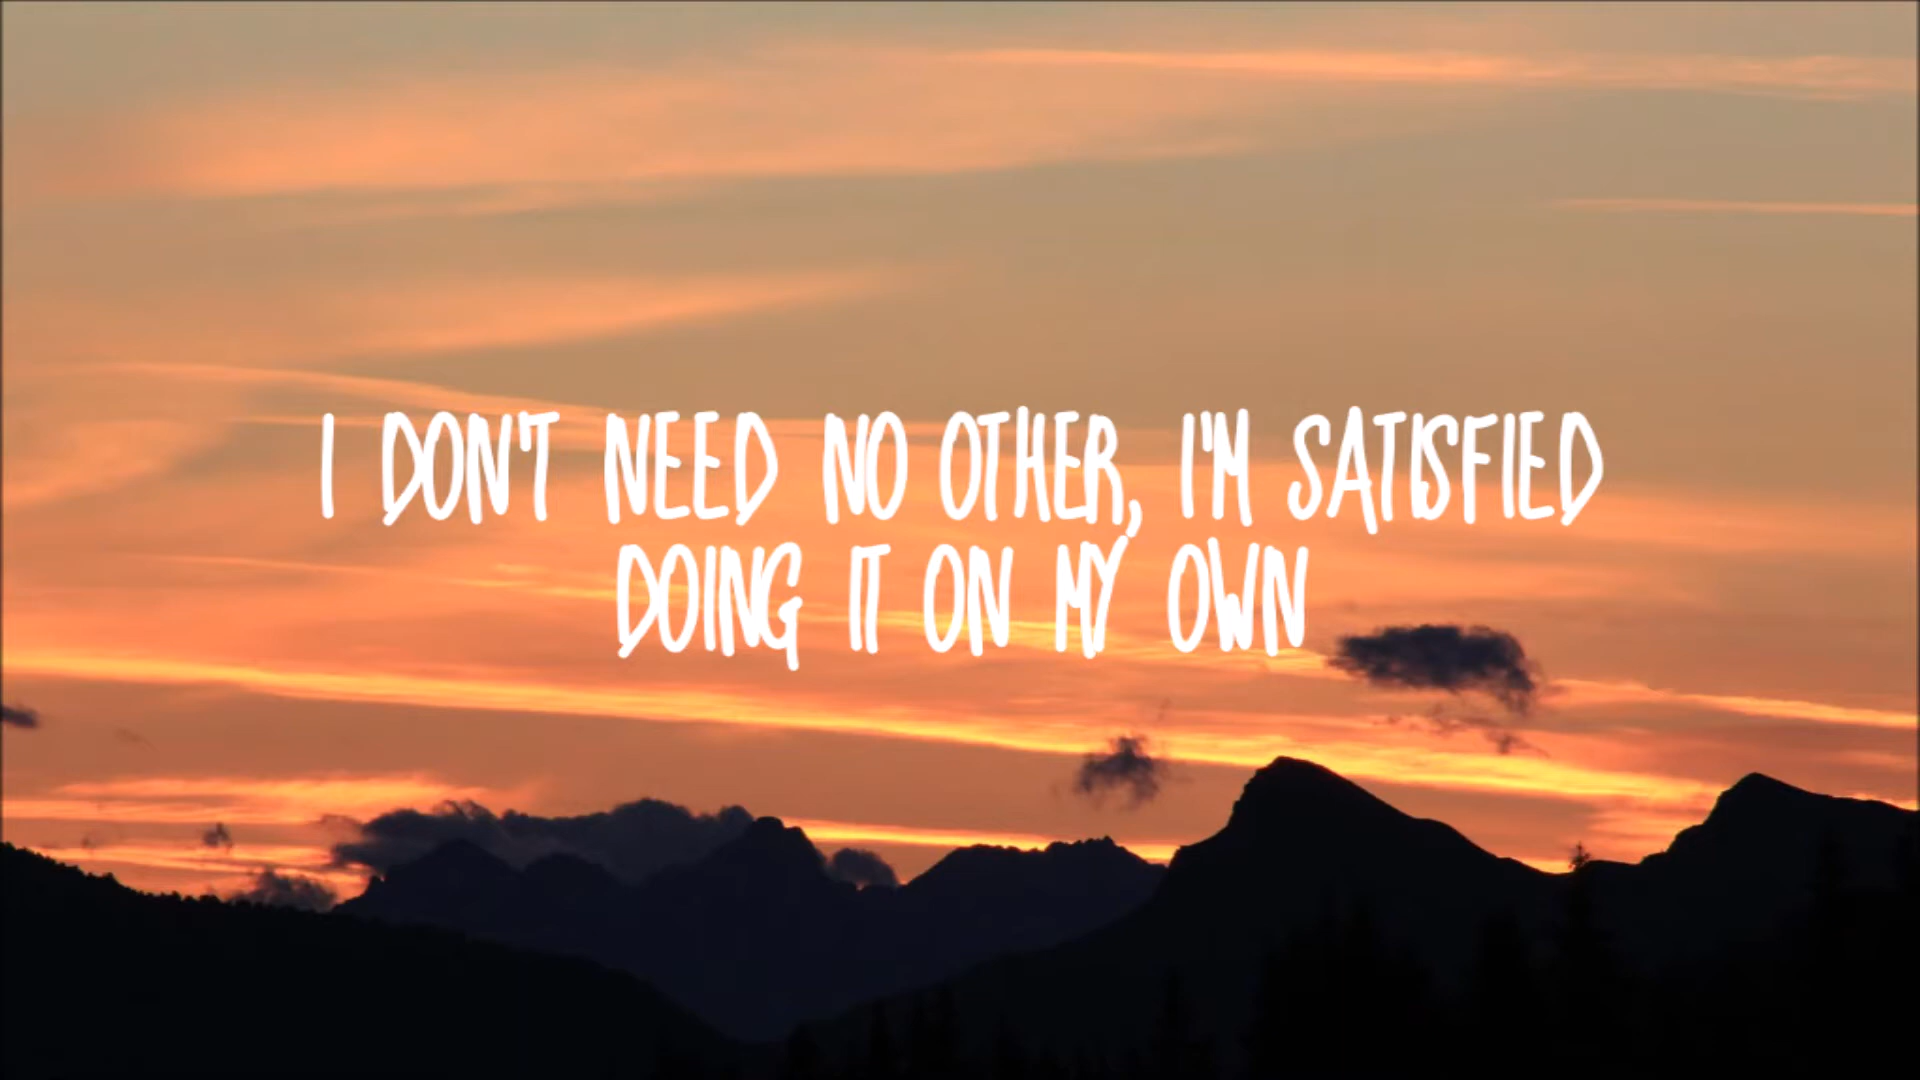 I DON'T NEED NO OTHER, I'M SATISFIED
DOING IT ON MY OWN